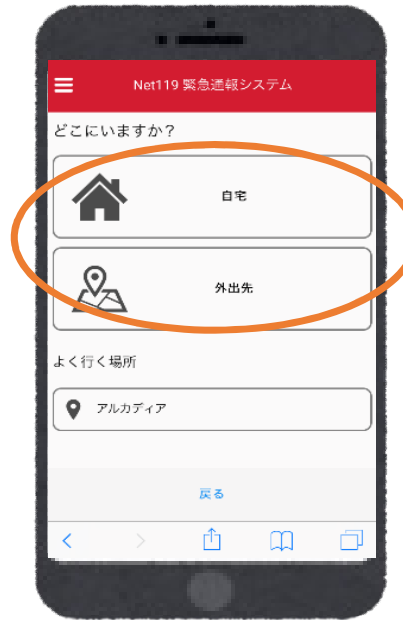 Net119 緊急通報システム
どこにいますか？
自宅
外出先
よく行く場所
アルカディア
戻る